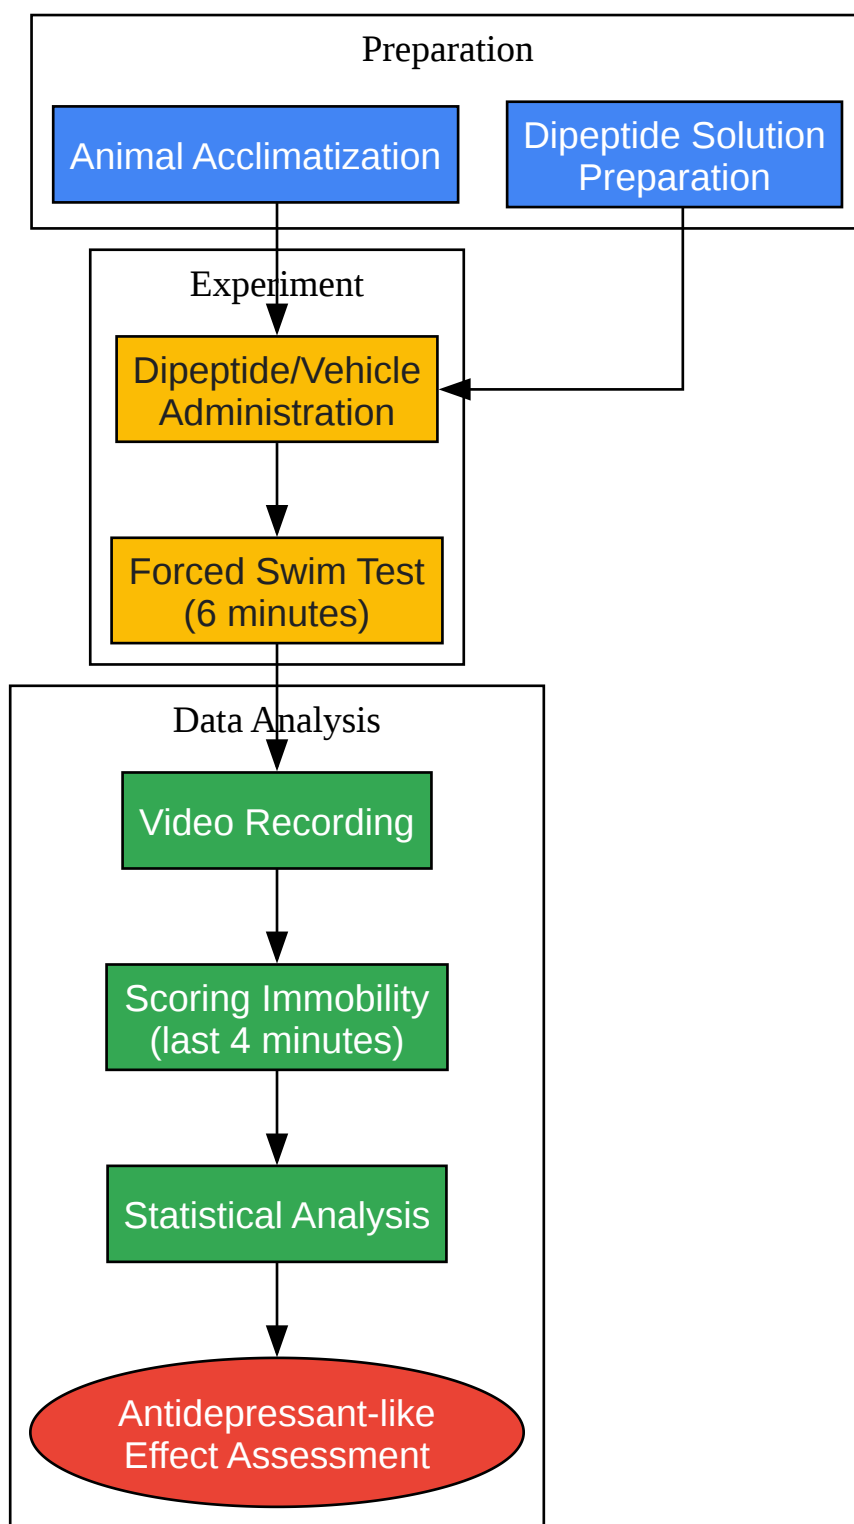 Preparation
Animal Acclimatization
Dipeptide Solution
Preparation
Experiment
Dipeptide/Vehicle
Administration
Forced Swim Test
(6 minutes)
Data Analysis
Video Recording
Scoring Immobility
(last 4 minutes)
Statistical Analysis
Antidepressant-like
Effect Assessment